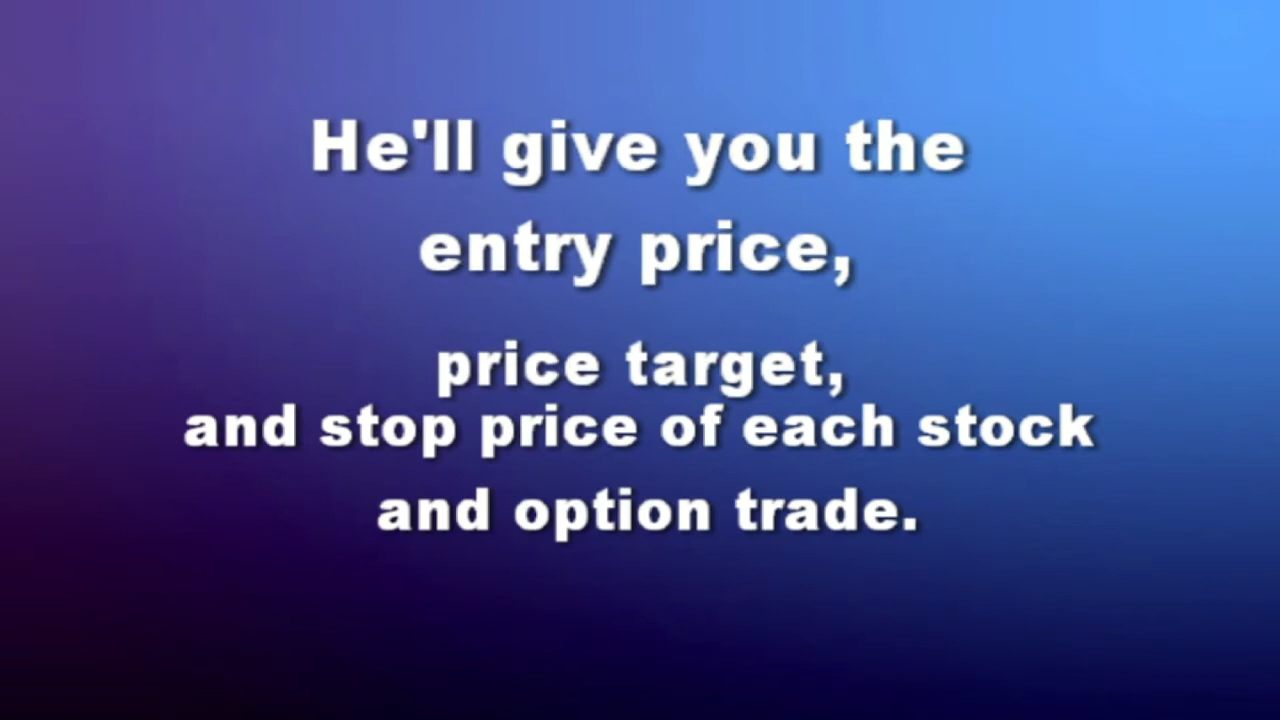 He'll give you the
entry price,
price target,
and stop price of each stock
and option trade.